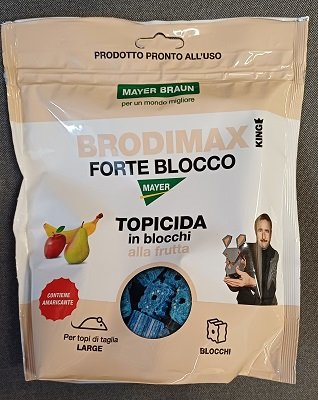 PRODOTTO PRONTO ALL'USO
MAYER BRAUN
per un mondo migliore
BRODIMAX
KING
FORTE BLOCCO
MAYER
TOPICIDA
in blocchi
alla frutta
CONTIENE
AMARICANTE
Per topi di taglia
LARGE
BLOCCHI